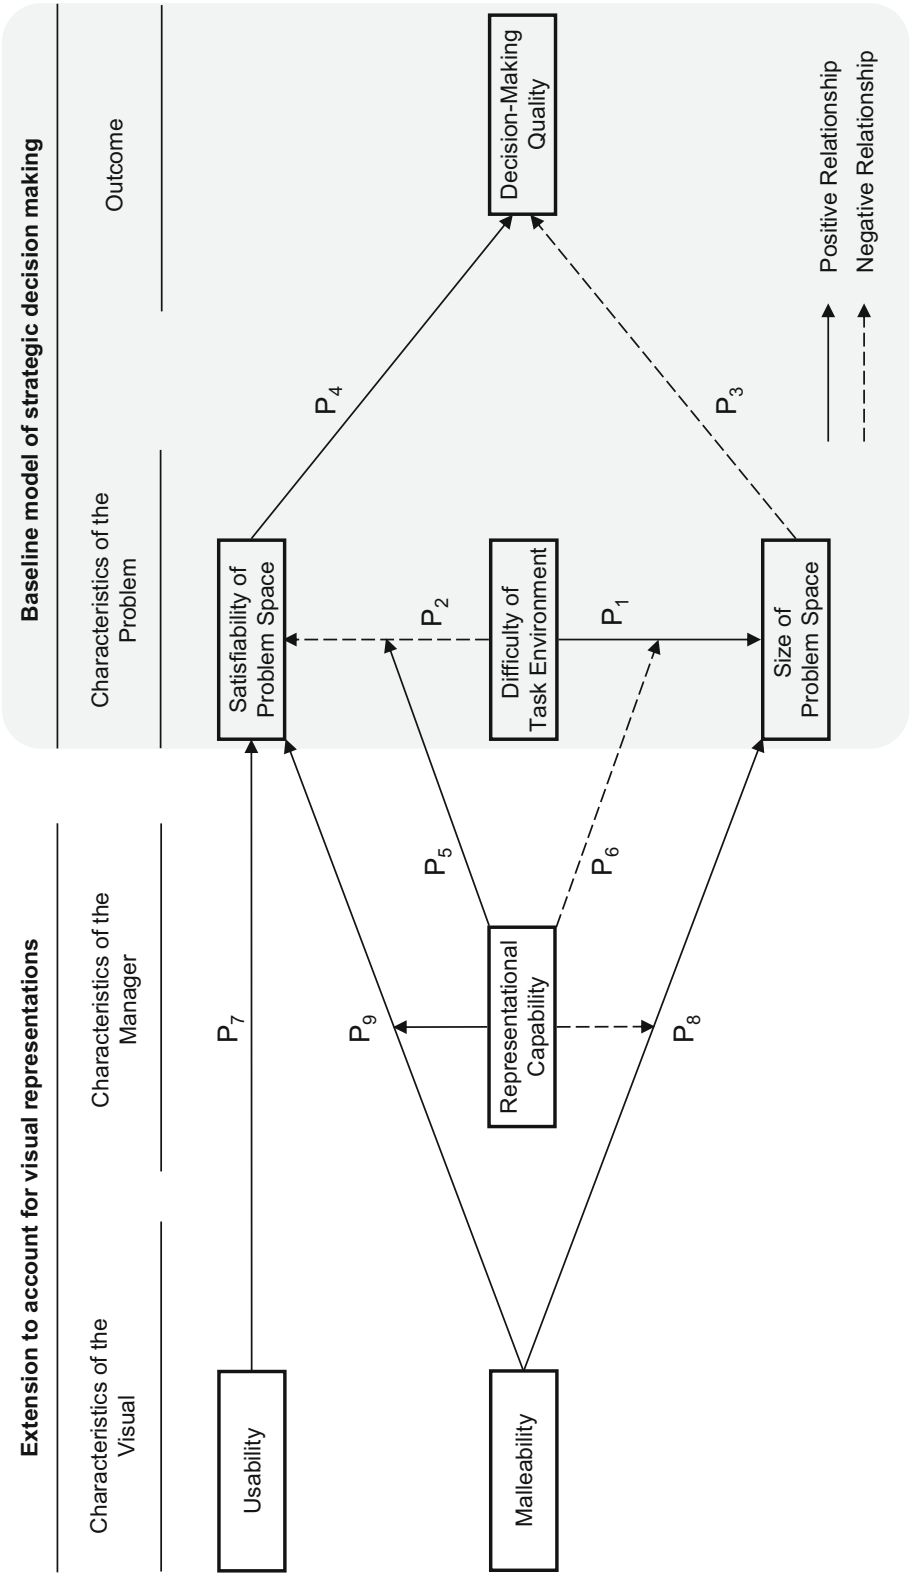 Extension to account for visual representations
Baseline model of strategic decision making
Characteristics of the
Visual
Characteristics of the
Manager
Characteristics of the
Problem
Outcome
Usability
P7
Satisfiability of
Problem Space
P4
P9
P5
P2
Malleability
Representational
Capability
Difficulty of
Task Environment
Decision-Making
Quality
P6
P1
P8
P3
Size of
Problem Space
Positive Relationship
Negative Relationship